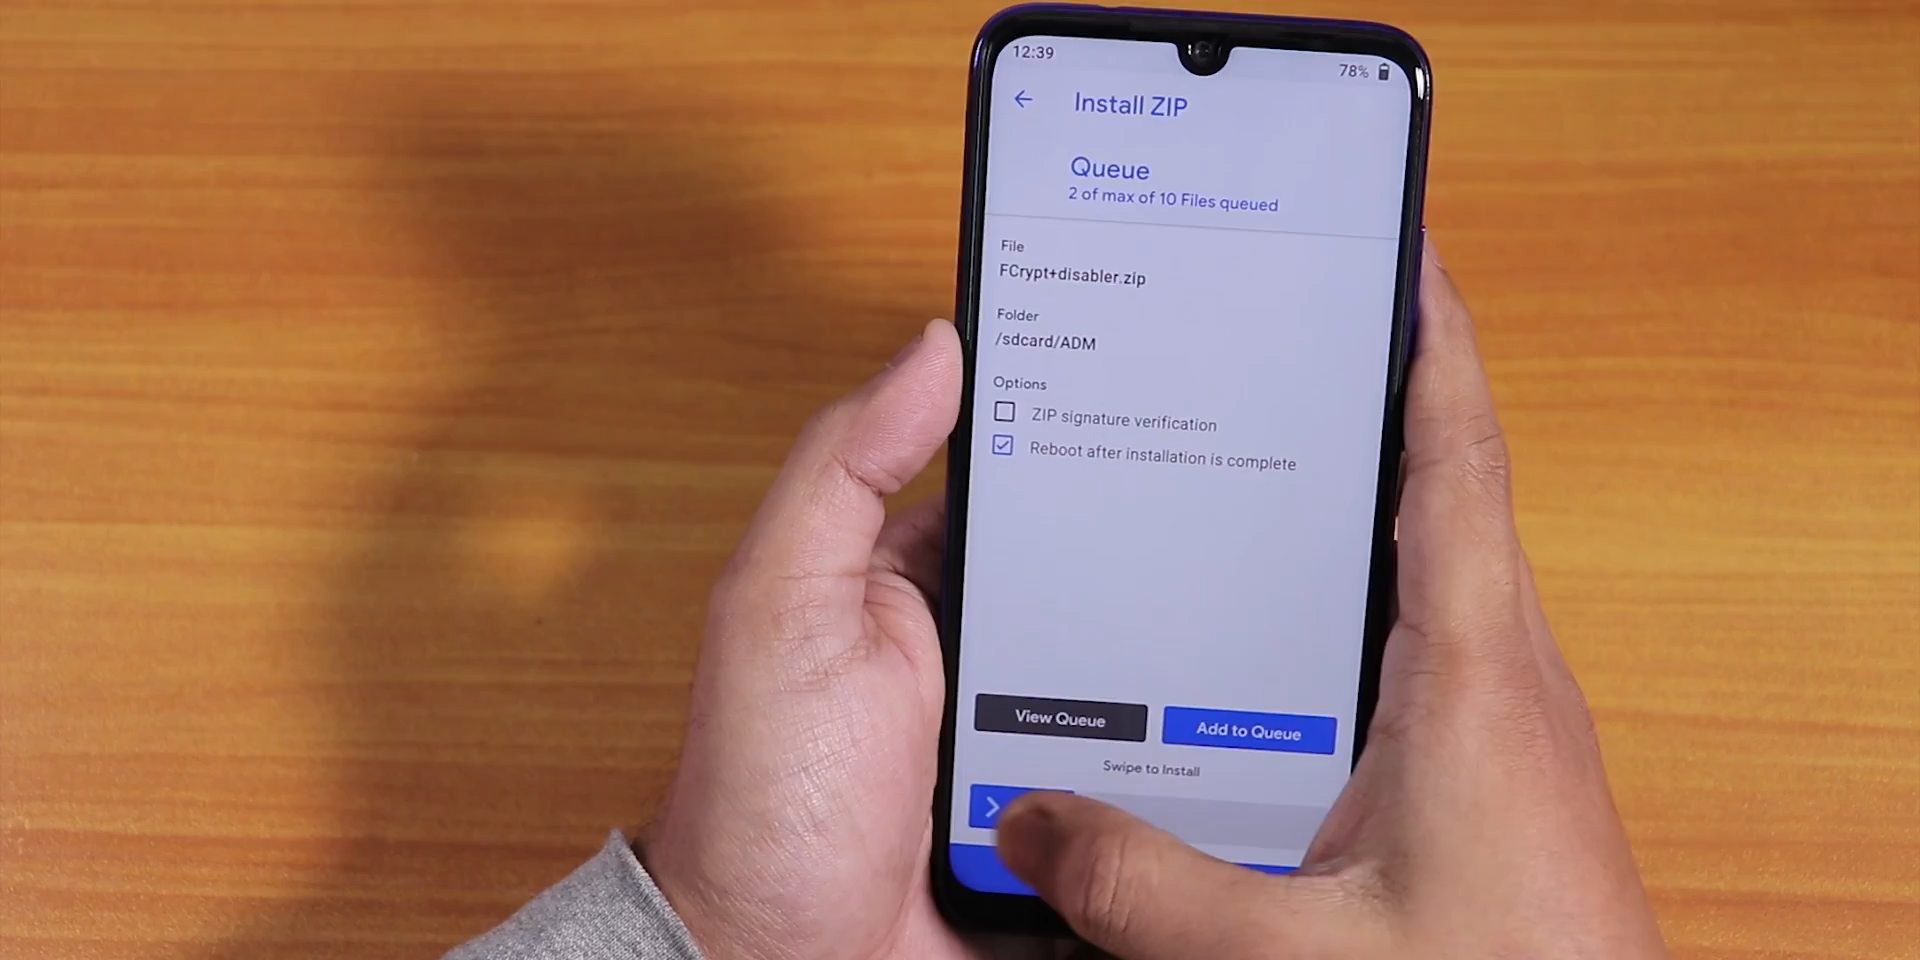 12:39
78%
Install ZIP
Queue
2 of max of 10 Files queued
File
FCrypt+disabler.zip
Folder
/sdcard/ADM
Options
ZIP signature verification
Reboot after installation is complete
View Queue
Add to Queue
Swipe to Install